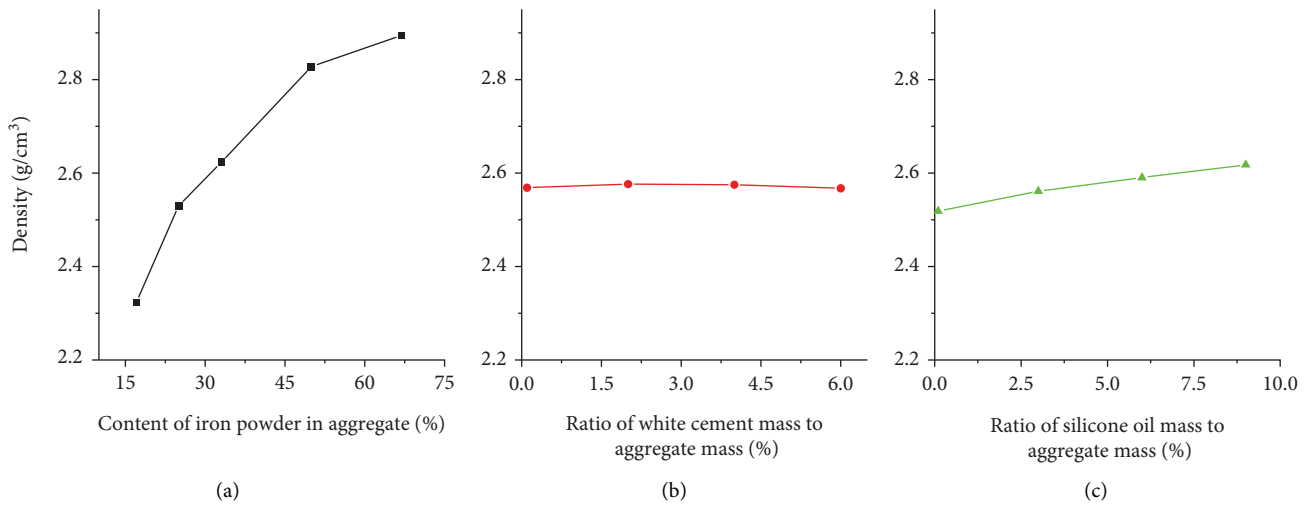 Density (g/cm³)
2.8
2.6
2.4
2.2
15 30 45 60 75
Content of iron powder in aggregate (%)
(a)
2.8
2.6
2.4
2.2
0.0 1.5 3.0 4.5 6.0
Ratio of white cement mass to
aggregate mass (%)
(b)
2.8
2.6
2.4
2.2
0.0 2.5 5.0 7.5 10.0
Ratio of silicone oil mass to
aggregate mass (%)
(c)